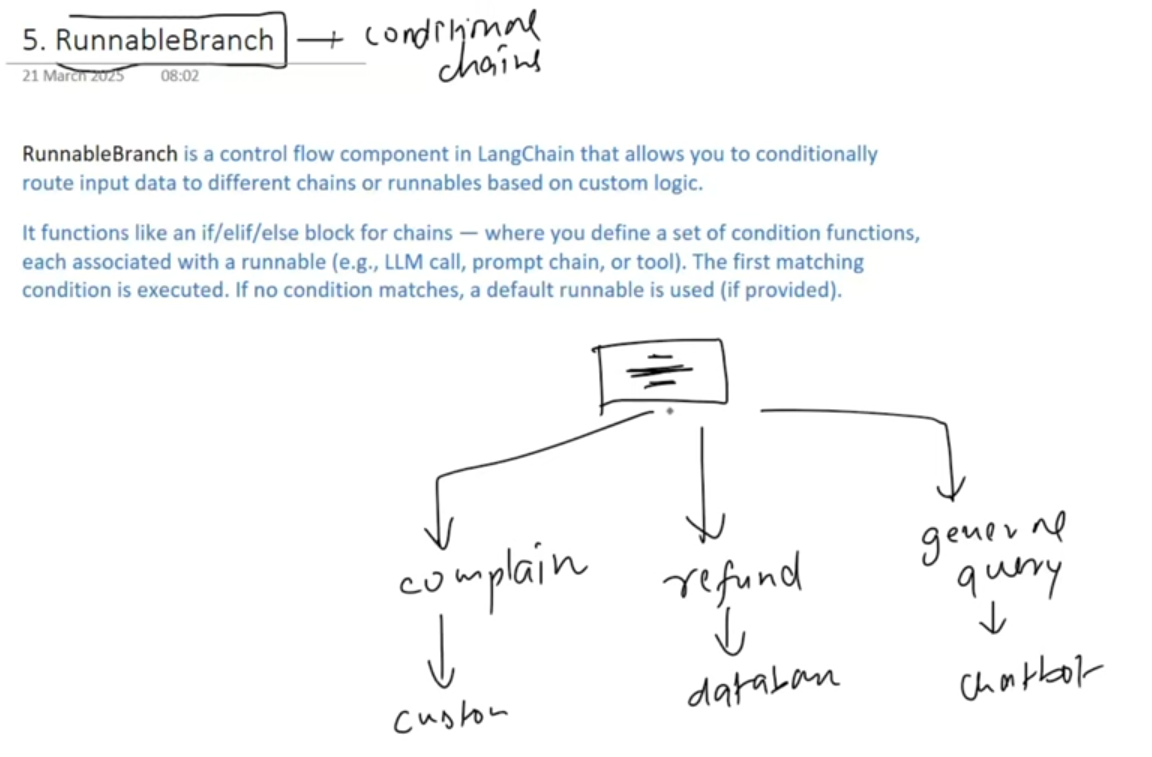 5. RunnableBranch → conditional
chains
21 March 2025 08:02
RunnableBranch is a control flow component in LangChain that allows you to conditionally
route input data to different chains or runnables based on custom logic.
It functions like an if/elif/else block for chains — where you define a set of condition functions,
each associated with a runnable (e.g., LLM call, prompt chain, or tool). The first matching
condition is executed. If no condition matches, a default runnable is used (if provided).
complain
refund
general
query
custom
database
chatbot